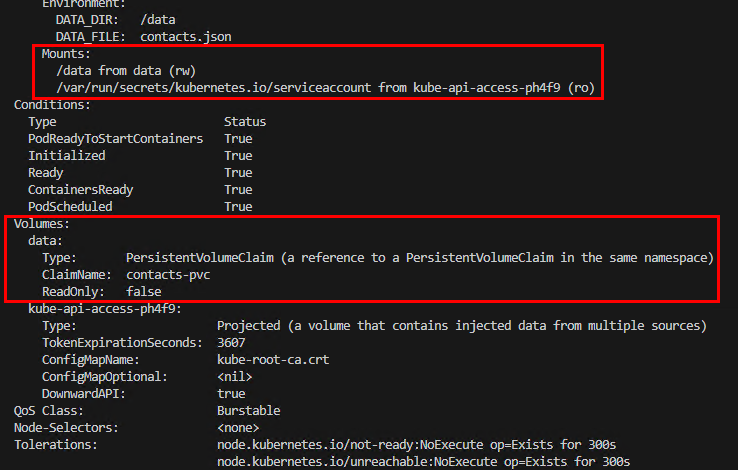 Environment:
DATA_DIR:   /data
DATA_FILE:  contacts.json
Mounts:
/data from data (rw)
/var/run/secrets/kubernetes.io/serviceaccount from kube-api-access-ph4f9 (ro)
Conditions:
Type                        Status
PodReadyToStartContainers   True
Initialized                 True
Ready                       True
ContainersReady             True
PodScheduled                True
Volumes:
data:
Type:       PersistentVolumeClaim (a reference to a PersistentVolumeClaim in the same namespace)
ClaimName:  contacts-pvc
ReadOnly:   false
kube-api-access-ph4f9:
Type:                    Projected (a volume that contains injected data from multiple sources)
TokenExpirationSeconds:  3607
ConfigMapName:           kube-root-ca.crt
ConfigMapOptional:       <nil>
DownwardAPI:             true
QoS Class:                   Burstable
Node-Selectors:              <none>
Tolerations:                 node.kubernetes.io/not-ready:NoExecute op=Exists for 300s
node.kubernetes.io/unreachable:NoExecute op=Exists for 300s